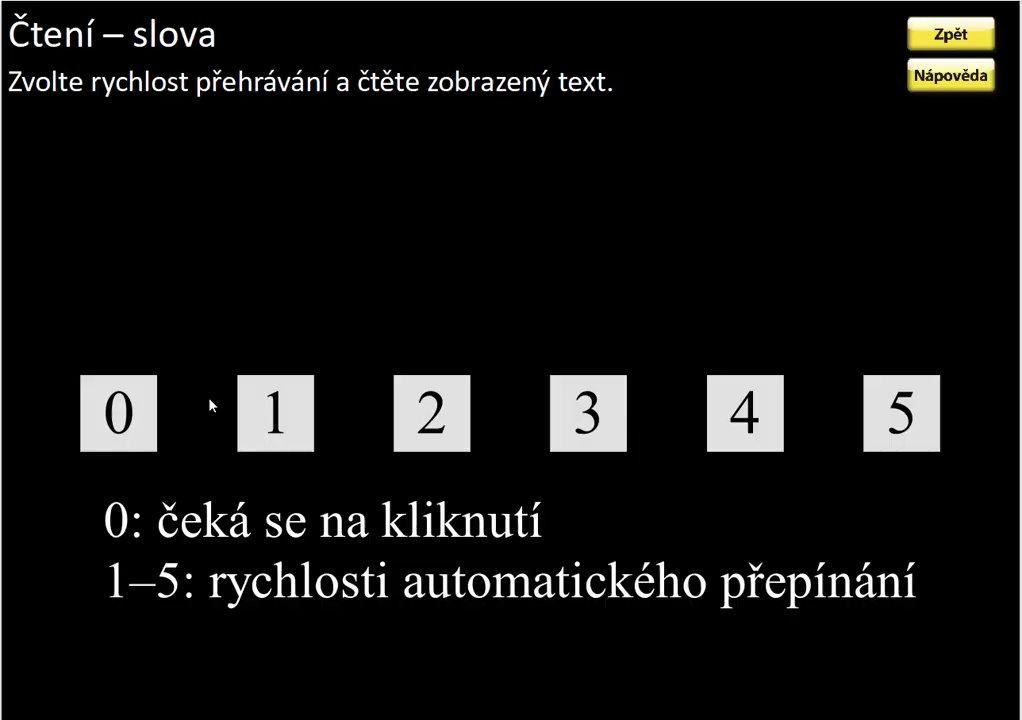 Čtení – slova
Zpět
Zvolte rychlost přehrávání a čtěte zobrazený text.
Nápověda
0 1 2 3 4 5
0: čeká se na kliknutí
1–5: rychlosti automatického přepínání